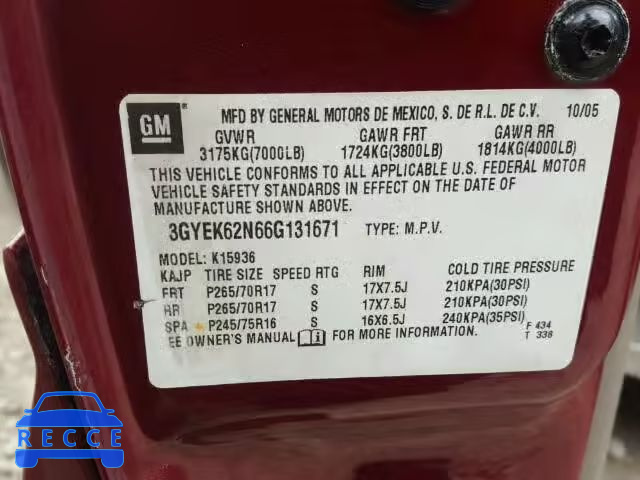 GM ®
MFD BY GENERAL MOTORS DE MEXICO, S. DE R.L. DE C.V. 10/05
GVWR GAWR FRT GAWR RR
3175KG(7000LB) 1724KG(3800LB) 1814KG(4000LB)
THIS VEHICLE CONFORMS TO ALL APPLICABLE U.S. FEDERAL MOTOR
VEHICLE SAFETY STANDARDS IN EFFECT ON THE DATE OF
MANUFACTURE SHOWN ABOVE.
3GYEK62N66G131671 TYPE: M.P.V.
MODEL: K15936
KAJP TIRE SIZE SPEED RTG RIM COLD TIRE PRESSURE
FRT P265/70R17 S 17X7.5J 210KPA(30PSI)
RR P265/70R17 S 17X7.5J 210KPA(30PSI)
SPA P245/75R16 S 16X6.5J 240KPA(35PSI)
EE OWNER'S MANUAL FOR MORE INFORMATION.
F 434
T 338
RECCE